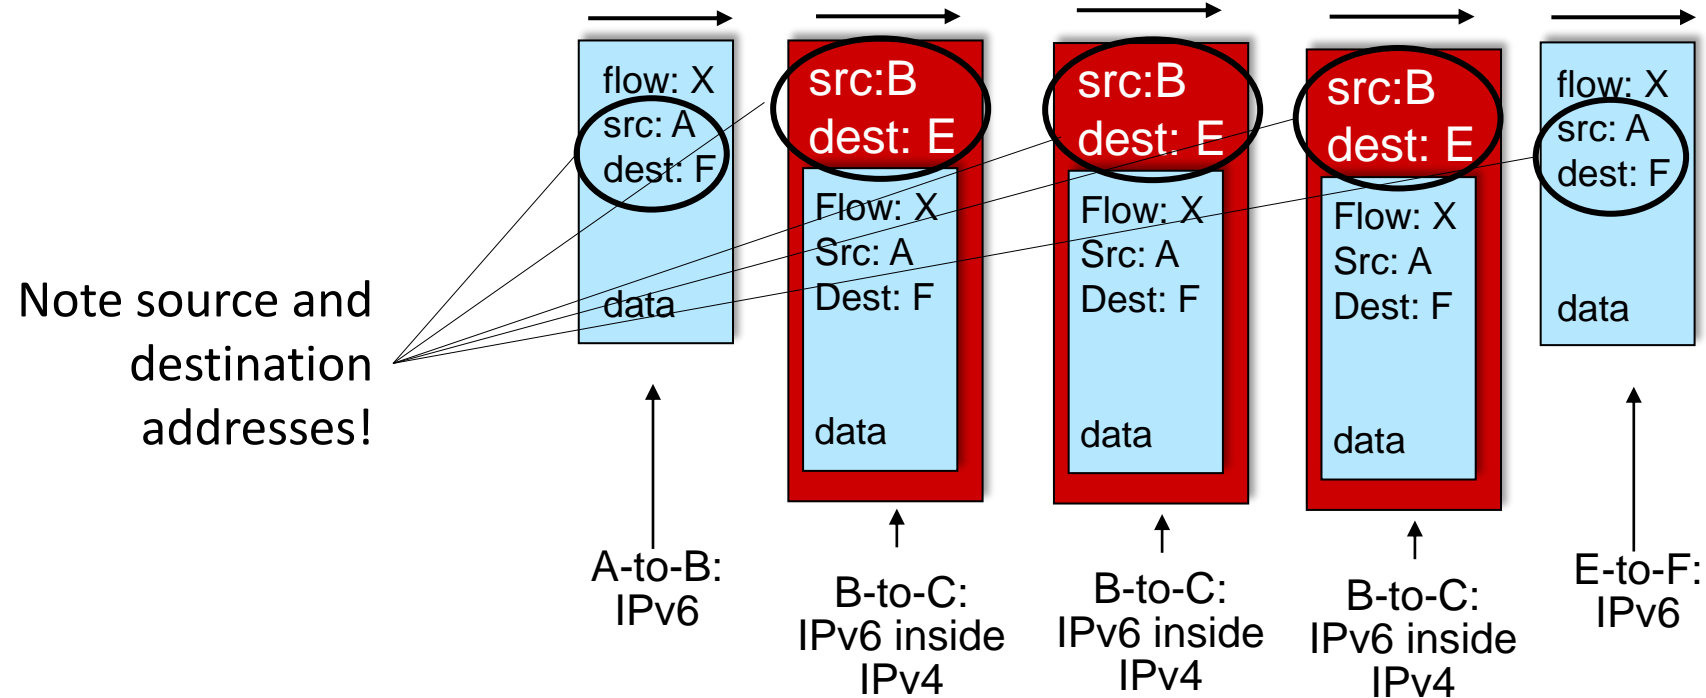 flow: X
src: A
dest: F
data
src:B
dest: E
Flow: X
Src: A
Dest: F
data
src:B
dest: E
Flow: X
Src: A
Dest: F
data
src:B
dest: E
Flow: X
Src: A
Dest: F
data
flow: X
src: A
dest: F
data
Note source and
destination
addresses!
A-to-B:
IPv6
B-to-C:
IPv6 inside
IPv4
B-to-C:
IPv6 inside
IPv4
B-to-C:
IPv6 inside
IPv4
E-to-F:
IPv6